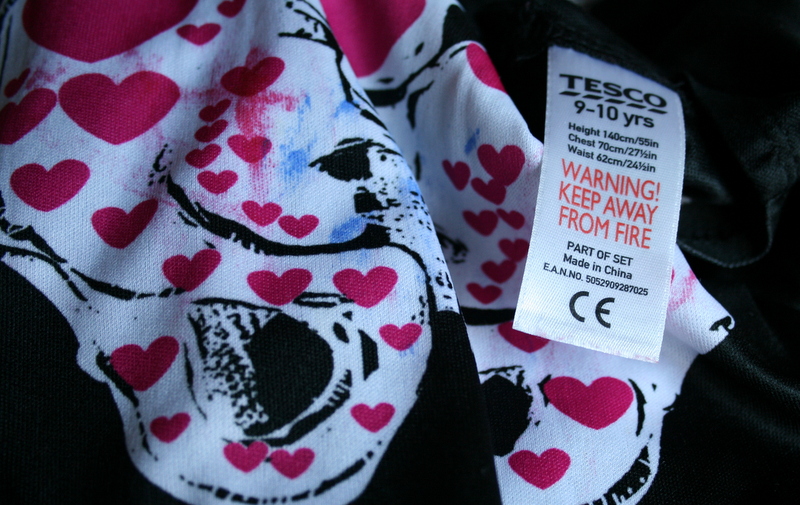 TESCO
9-10 yrs
Height 140cm/55in
Chest 70cm/27½in
Waist 62cm/24½in
WARNING!
KEEP AWAY
FROM FIRE
PART OF SET
Made in China
E.A.N.NO. 5052909287025
CE